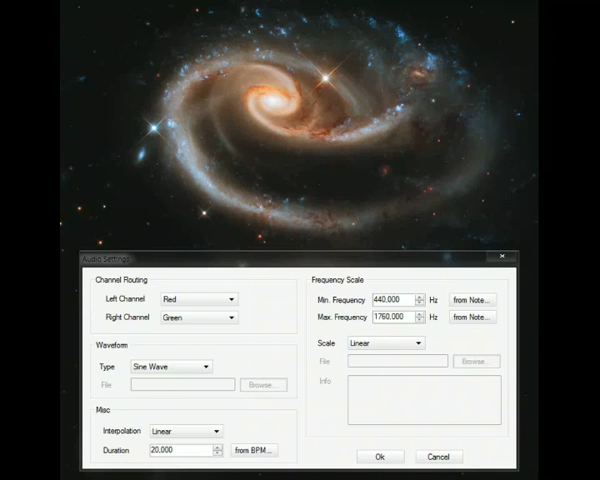 Audio Settings
Channel Routing
Left Channel Red
Right Channel Green
Waveform
Type Sine Wave
File Browse...
Misc
Interpolation Linear
Duration 20,000 from BPM...
Frequency Scale
Min. Frequency 440,000 Hz from Note...
Max. Frequency 1760,000 Hz from Note...
Scale Linear
File Browse...
Info
Ok Cancel